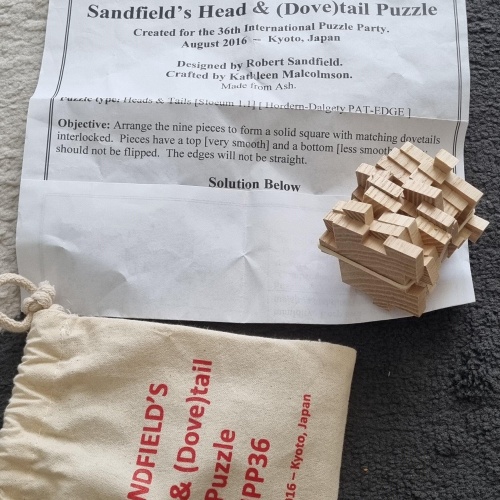 Sandfield's Head & (Dove)tail Puzzle
Created for the 36th International Puzzle Party.
August 2016 – Kyoto, Japan
Designed by Robert Sandfield.
Crafted by Kathleen Malcolmson.
Made from Ash.
Puzzle type: Heads & Tails [Slocum 1.1] [Hordern-Dalgety PAT-EDGE ]
Objective: Arrange the nine pieces to form a solid square with matching dovetails
interlocked. Pieces have a top [very smooth] and a bottom [less smooth
should not be flipped. The edges will not be straight.
Solution Below
NDFIELD'S
& (Dove)tail
Puzzle
PP36
16 – Kyoto, Japan